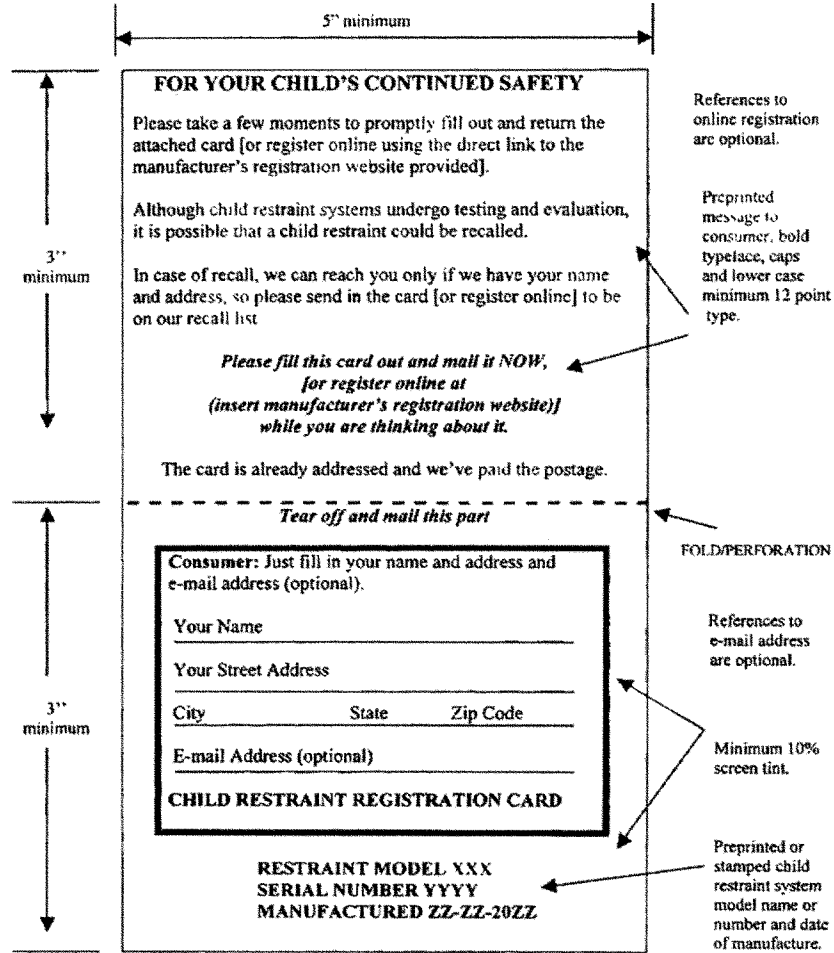 5" minimum
FOR YOUR CHILD'S CONTINUED SAFETY
Please take a few moments to promptly fill out and return the
attached card [or register online using the direct link to the
manufacturer's registration website provided].
Although child restraint systems undergo testing and evaluation,
it is possible that a child restraint could be recalled.
In case of recall, we can reach you only if we have your name
and address, so please send in the card [or register online] to be
on our recall list
Please fill this card out and mail it NOW,
[or register online at
(insert manufacturer's registration website)]
while you are thinking about it.
The card is already addressed and we've paid the postage.
3"
minimum
References to
online registration
are optional.
Preprinted
message to
consumer, bold
typeface, caps
and lower case
minimum 12 point
type.
Tear off and mail this part
FOLD/PERFORATION
Consumer: Just fill in your name and address and
e-mail address (optional).
Your Name
Your Street Address
City State Zip Code
E-mail Address (optional)
CHILD RESTRAINT REGISTRATION CARD
RESTRAINT MODEL XXX
SERIAL NUMBER YYYY
MANUFACTURED ZZ-ZZ-20ZZ
3"
minimum
References to
e-mail address
are optional.
Minimum 10%
screen tint.
Preprinted or
stamped child
restraint system
model name or
number and date
of manufacture.